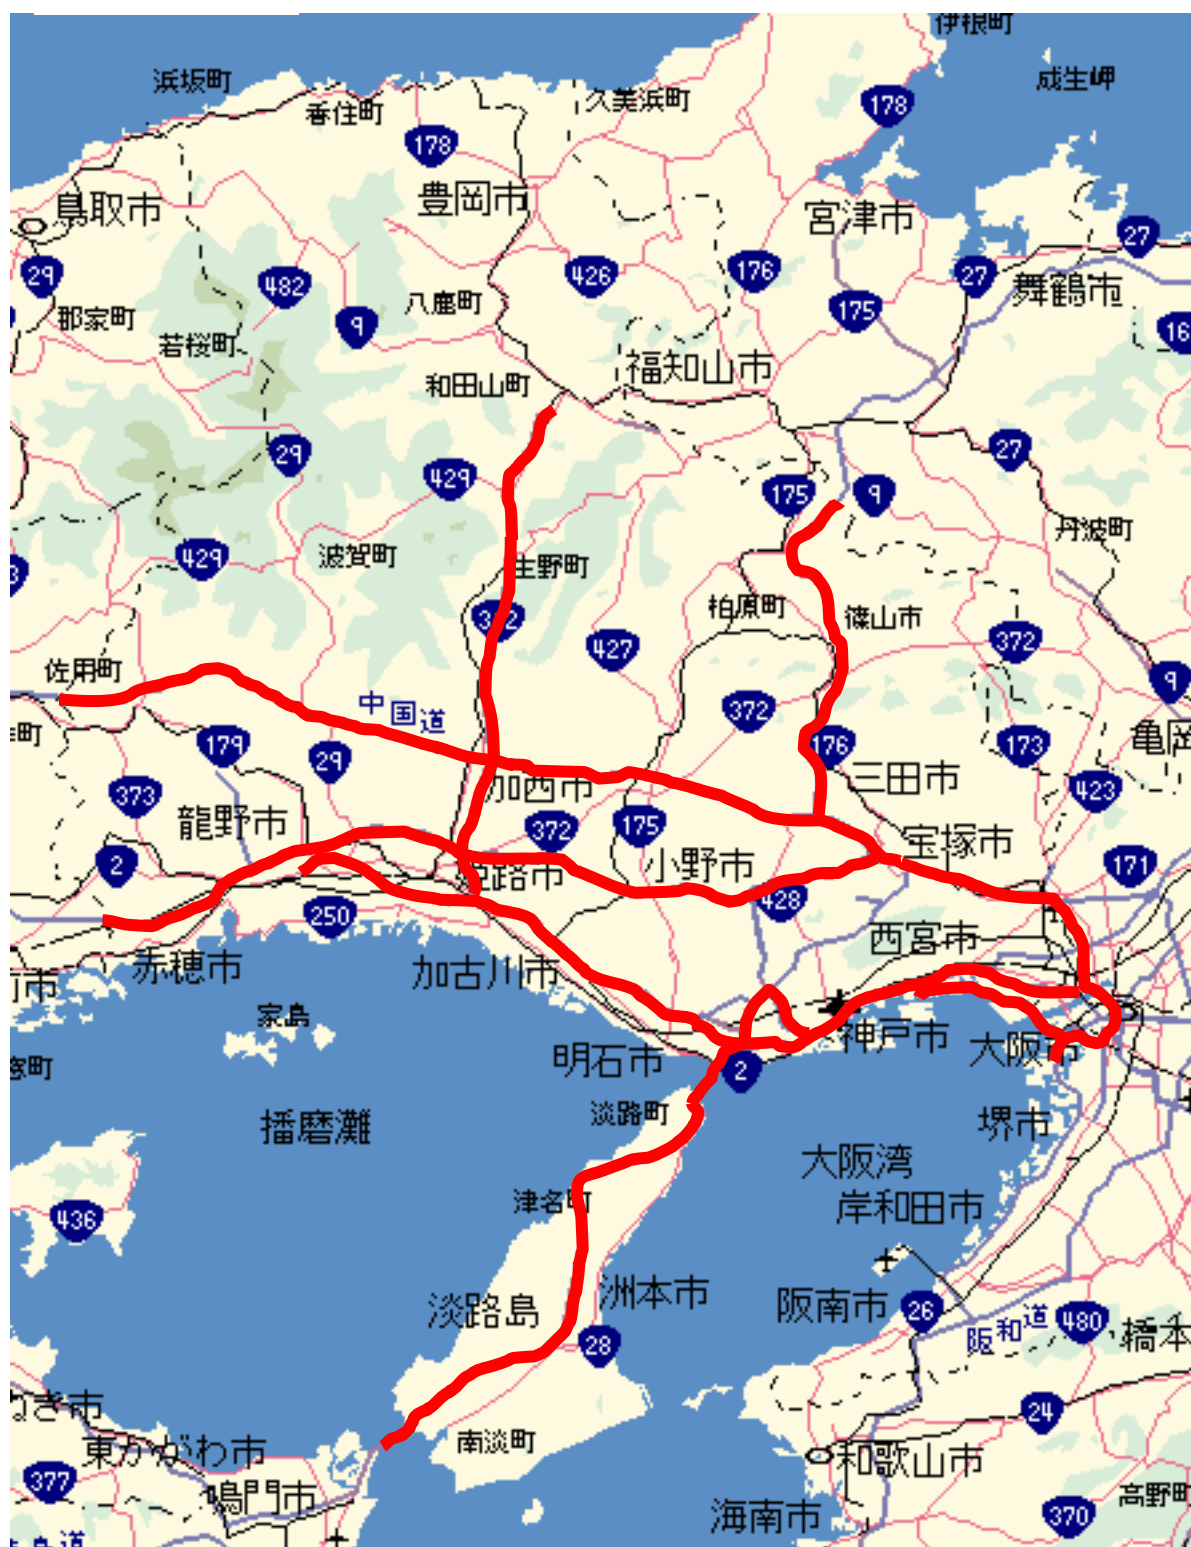 伊根町
浜坂町
成生岬
香住町
久美浜町
178
178
鳥取市
豊岡市
宮津市
27
29
482
426
176
27
舞鶴市
八鹿町
175
郡家町
9
若桜町
16
福知山市
和田山町
29
429
27
175
9
429
波賀町
生野町
丹波町
柏原町
篠山市
427
372
佐用町
9
中国道
372
179
29
176
173
亀岡
373
三田市
423
加西市
龍野市
372
175
宝塚市
2
小野市
171
路市
428
250
西宮市
赤穂市
加古川市
家島
神戸市
明石市
大阪市
2
淡路町
播磨灘
堺市
大阪湾
津名町
岸和田市
436
洲本市
阪南市
淡路島
26
阪和道
480
橋本
28
24
き市
南淡町
東かがわ市
和歌山市
377
鳴門市
高野町
海南市
370
道